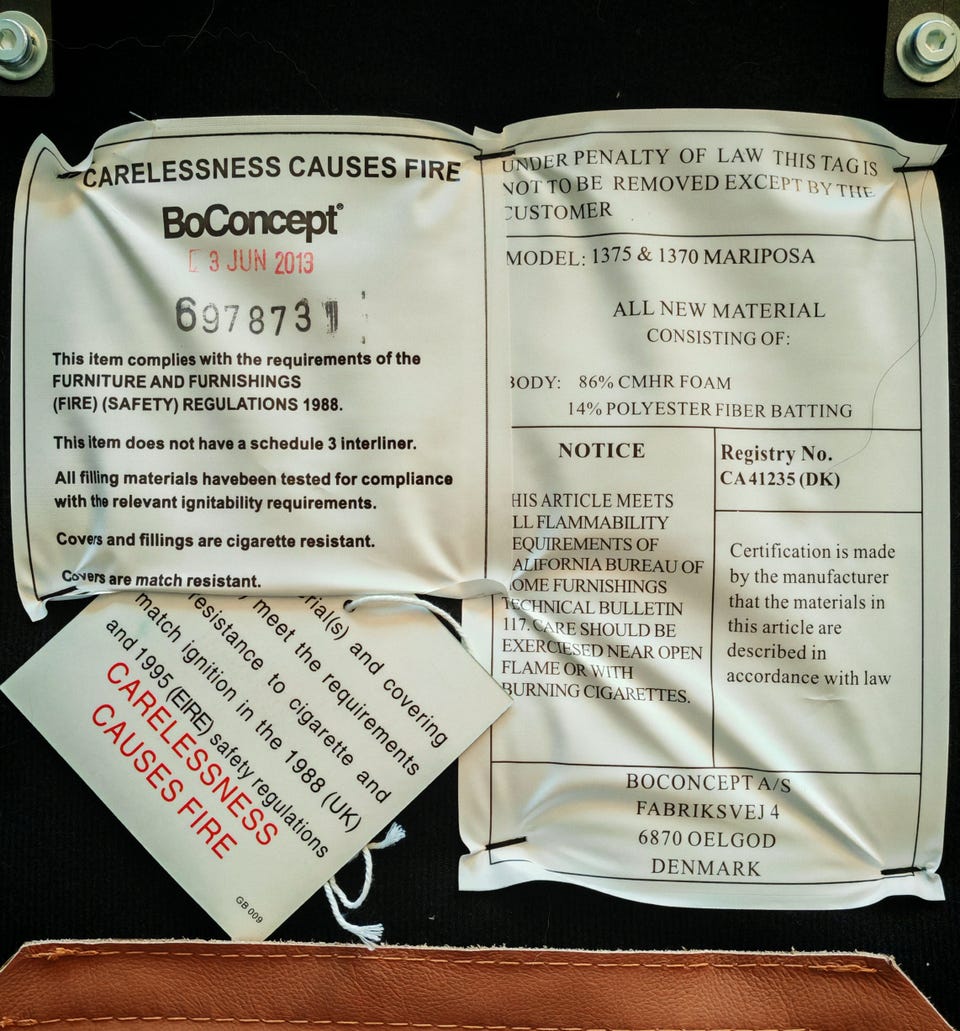 CARELESSNESS CAUSES FIRE
BoConcept®
3 JUN 2013
6978731
This item complies with the requirements of the
FURNITURE AND FURNISHINGS
(FIRE) (SAFETY) REGULATIONS 1988.
This item does not have a schedule 3 interliner.
All filling materials havebeen tested for compliance
with the relevant ignitability requirements.
Covers and fillings are cigarette resistant.
Covers are match resistant.
rial(s) and covering
meet the requirements
resistance to cigarette and
match ignition in the 1988 (UK)
and 1995 (EIRE) safety regulations
CARELESSNESS
CAUSES FIRE
GB 009
UNDER PENALTY OF LAW THIS TAG IS
NOT TO BE REMOVED EXCEPT BY THE
CUSTOMER
MODEL: 1375 & 1370 MARIPOSA
ALL NEW MATERIAL
CONSISTING OF:
BODY: 86% CMHR FOAM
14% POLYESTER FIBER BATTING
NOTICE
HIS ARTICLE MEETS
LL FLAMMABILITY
EQUIREMENTS OF
ALIFORNIA BUREAU OF
OME FURNISHINGS
TECHNICAL BULLETIN
117. CARE SHOULD BE
EXERCIESED NEAR OPEN
FLAME OR WITH
BURNING CIGARETTES.
Registry No.
CA 41235 (DK)
Certification is made
by the manufacturer
that the materials in
this article are
described in
accordance with law
BOCONCEPT A/S
FABRIKSVEJ 4
6870 OELGOD
DENMARK